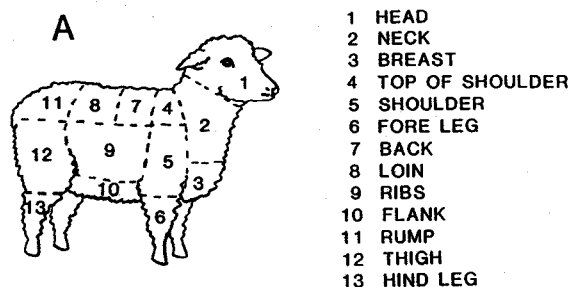 A
1 HEAD
2 NECK
3 BREAST
4 TOP OF SHOULDER
5 SHOULDER
6 FORE LEG
7 BACK
8 LOIN
9 RIBS
10 FLANK
11 RUMP
12 THIGH
13 HIND LEG
1
11 8 7 4
2
12 9 5
10 3
13 6